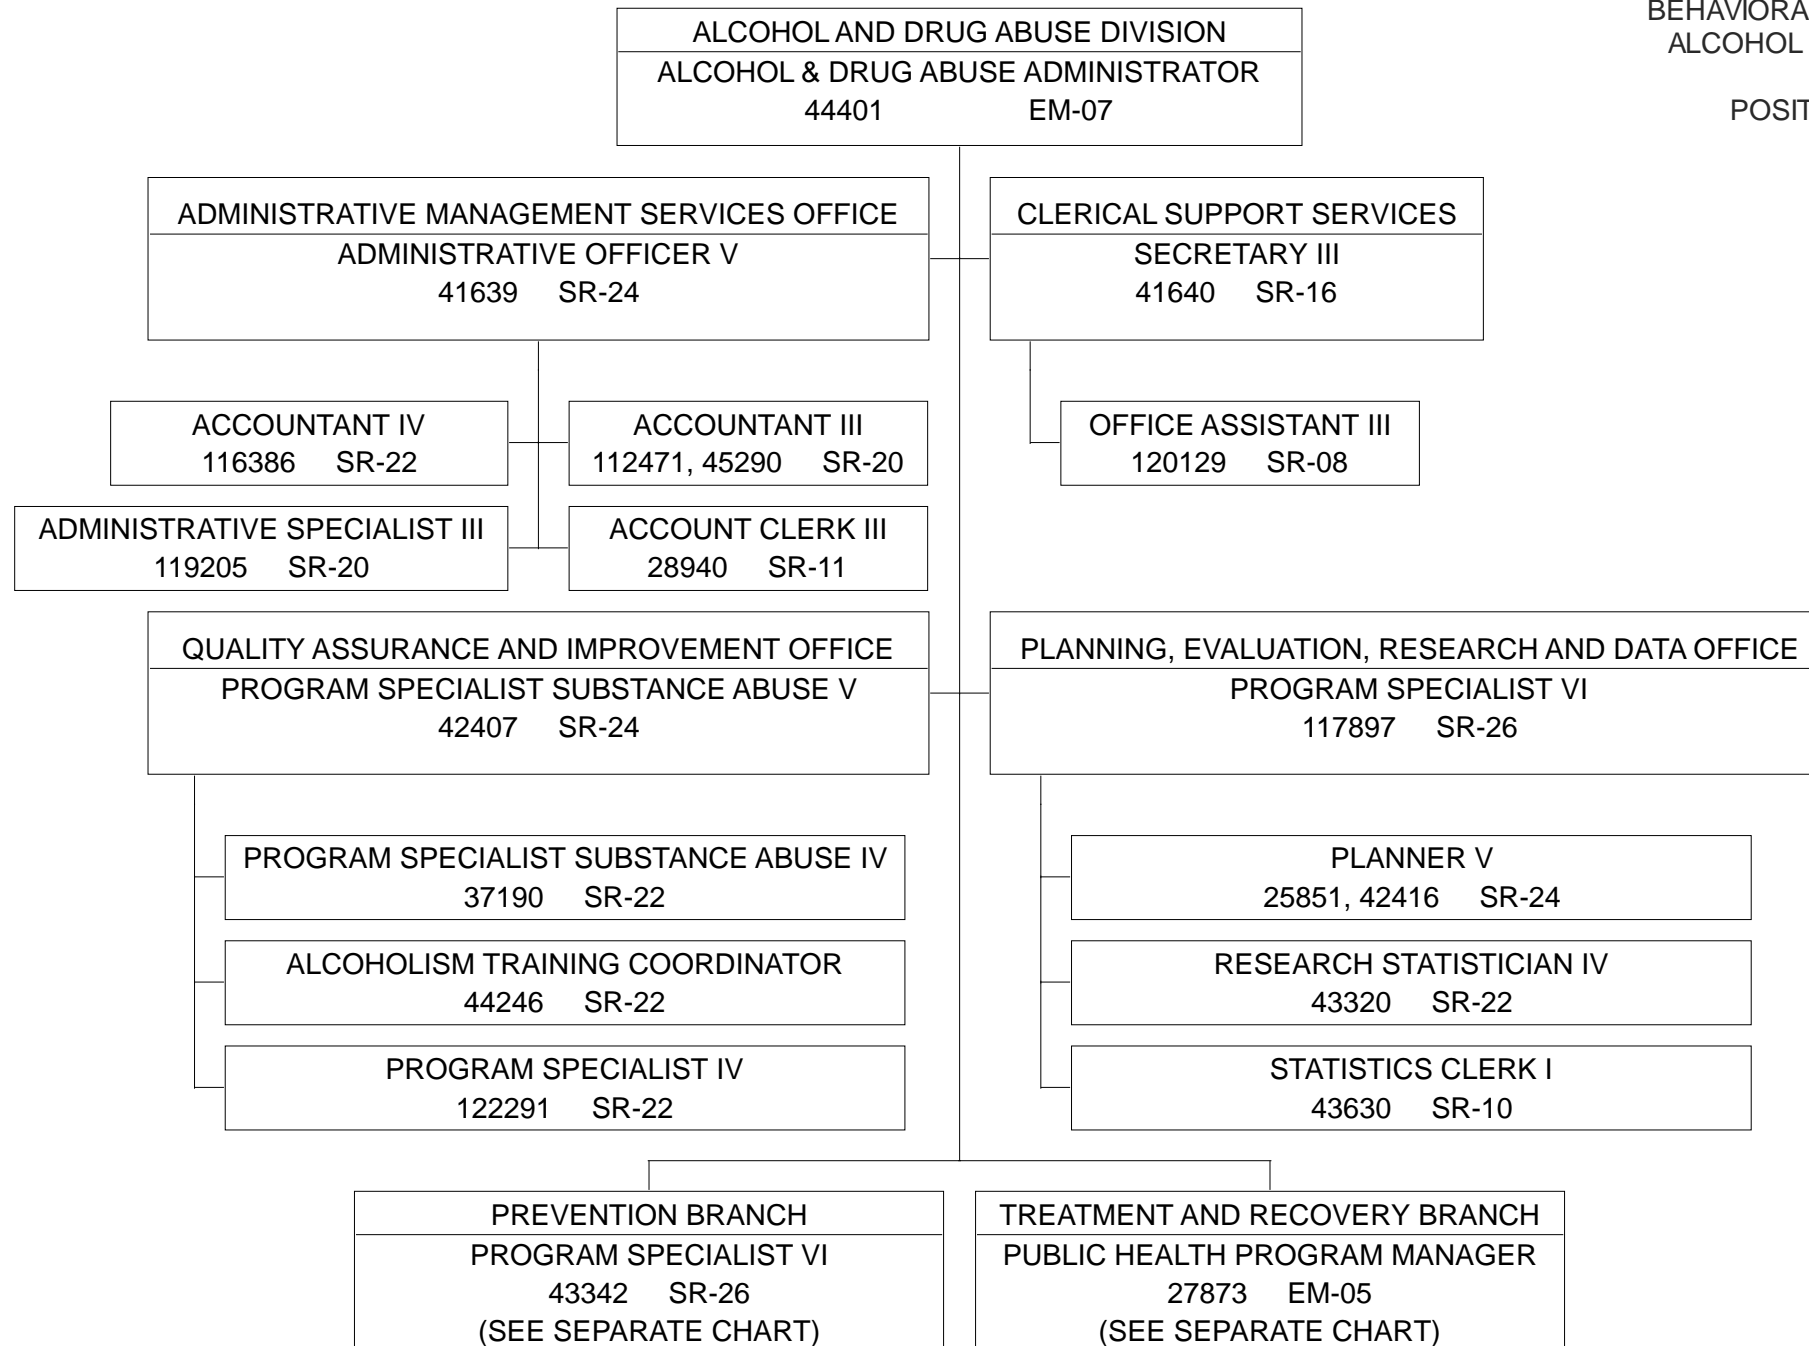 BEHAVIORA
ALCOHOL
POSIT
ALCOHOL AND DRUG ABUSE DIVISION
ALCOHOL & DRUG ABUSE ADMINISTRATOR
44401 EM-07
ADMINISTRATIVE MANAGEMENT SERVICES OFFICE
ADMINISTRATIVE OFFICER V
41639 SR-24
CLERICAL SUPPORT SERVICES
SECRETARY III
41640 SR-16
ACCOUNTANT IV
116386 SR-22
ACCOUNTANT III
112471, 45290 SR-20
OFFICE ASSISTANT III
120129 SR-08
ADMINISTRATIVE SPECIALIST III
119205 SR-20
ACCOUNT CLERK III
28940 SR-11
QUALITY ASSURANCE AND IMPROVEMENT OFFICE
PROGRAM SPECIALIST SUBSTANCE ABUSE V
42407 SR-24
PLANNING, EVALUATION, RESEARCH AND DATA OFFICE
PROGRAM SPECIALIST VI
117897 SR-26
PROGRAM SPECIALIST SUBSTANCE ABUSE IV
37190 SR-22
ALCOHOLISM TRAINING COORDINATOR
44246 SR-22
PROGRAM SPECIALIST IV
122291 SR-22
PLANNER V
25851, 42416 SR-24
RESEARCH STATISTICIAN IV
43320 SR-22
STATISTICS CLERK I
43630 SR-10
PREVENTION BRANCH
PROGRAM SPECIALIST VI
43342 SR-26
(SEE SEPARATE CHART)
TREATMENT AND RECOVERY BRANCH
PUBLIC HEALTH PROGRAM MANAGER
27873 EM-05
(SEE SEPARATE CHART)